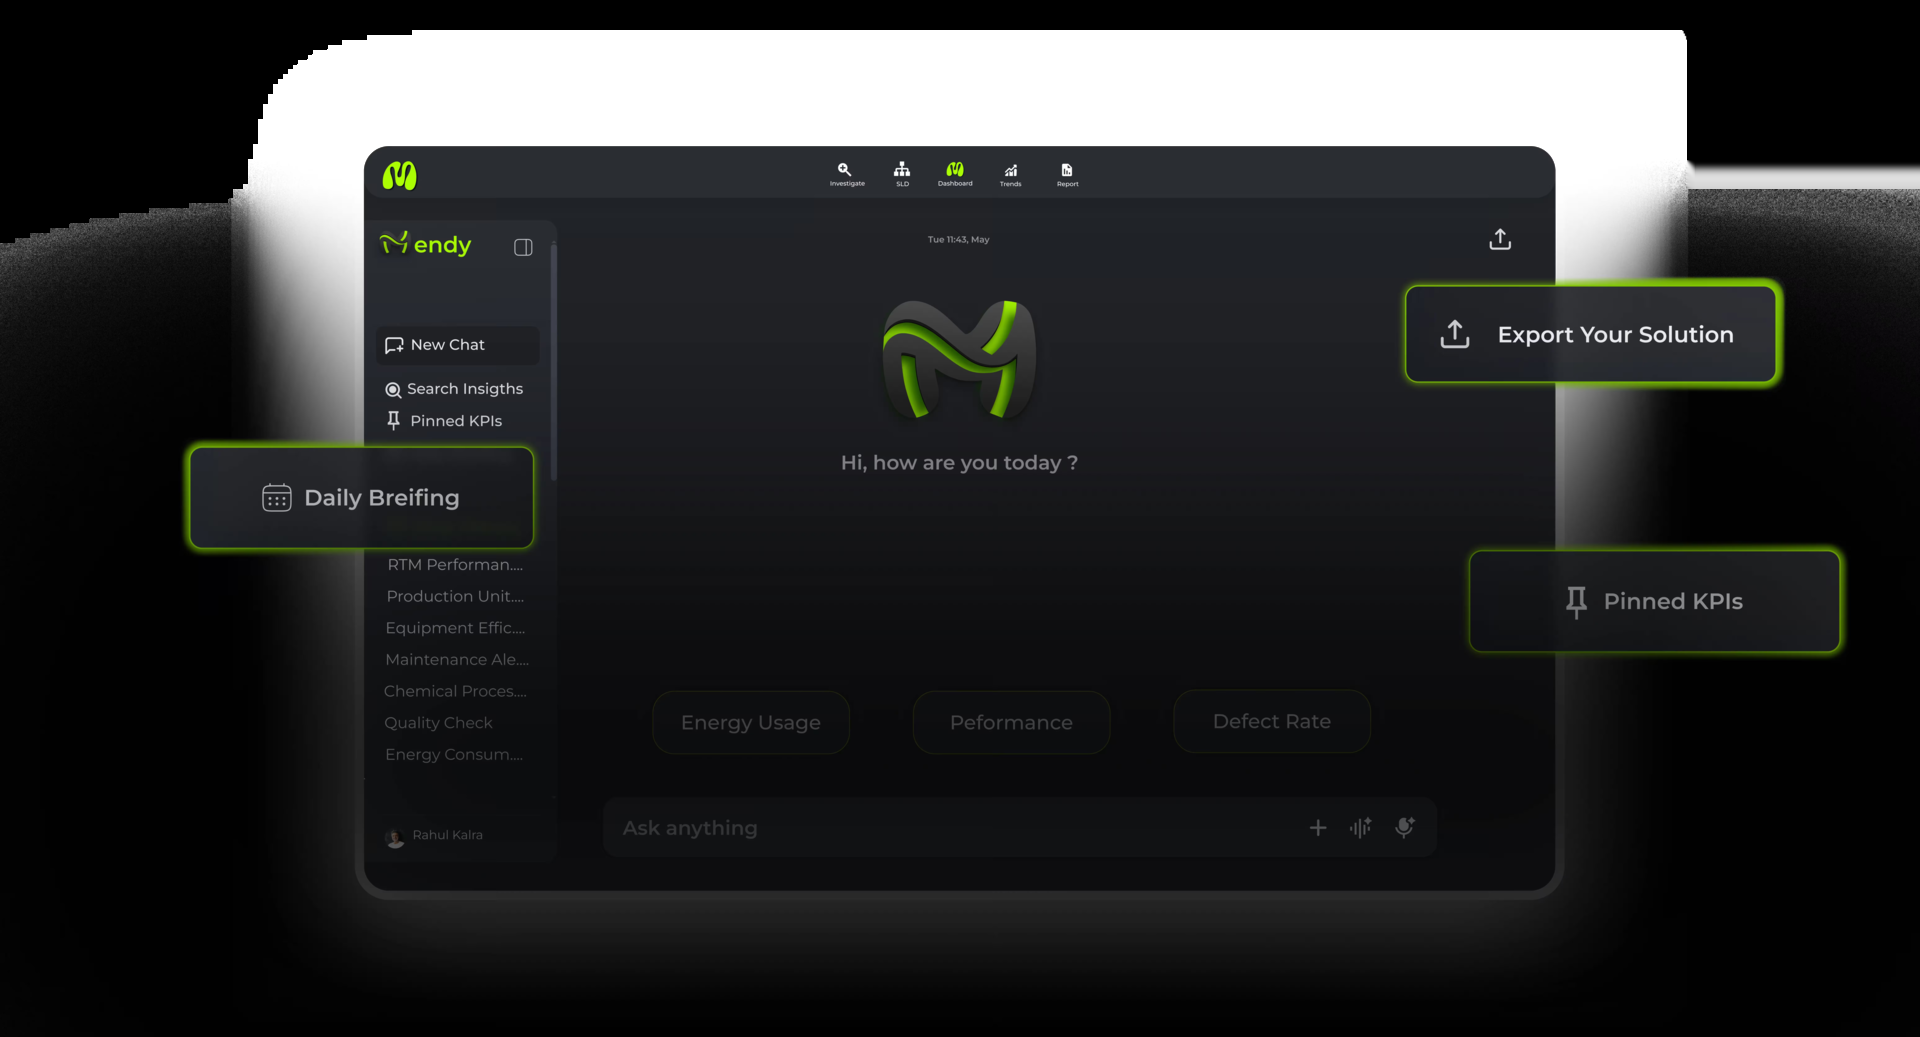 Investigate
SLD
Dashboard
Trends
Report
endy
Tue 11:43, May
New Chat
Search Insigths
Pinned KPIs
Export Your Solution
Hi, how are you today ?
Daily Breifing
RTM Performan....
Production Unit....
Equipment Effic....
Maintenance Ale....
Chemical Proces....
Quality Check
Energy Consum....
Pinned KPIs
Energy Usage
Peformance
Defect Rate
Ask anything
Rahul Kalra